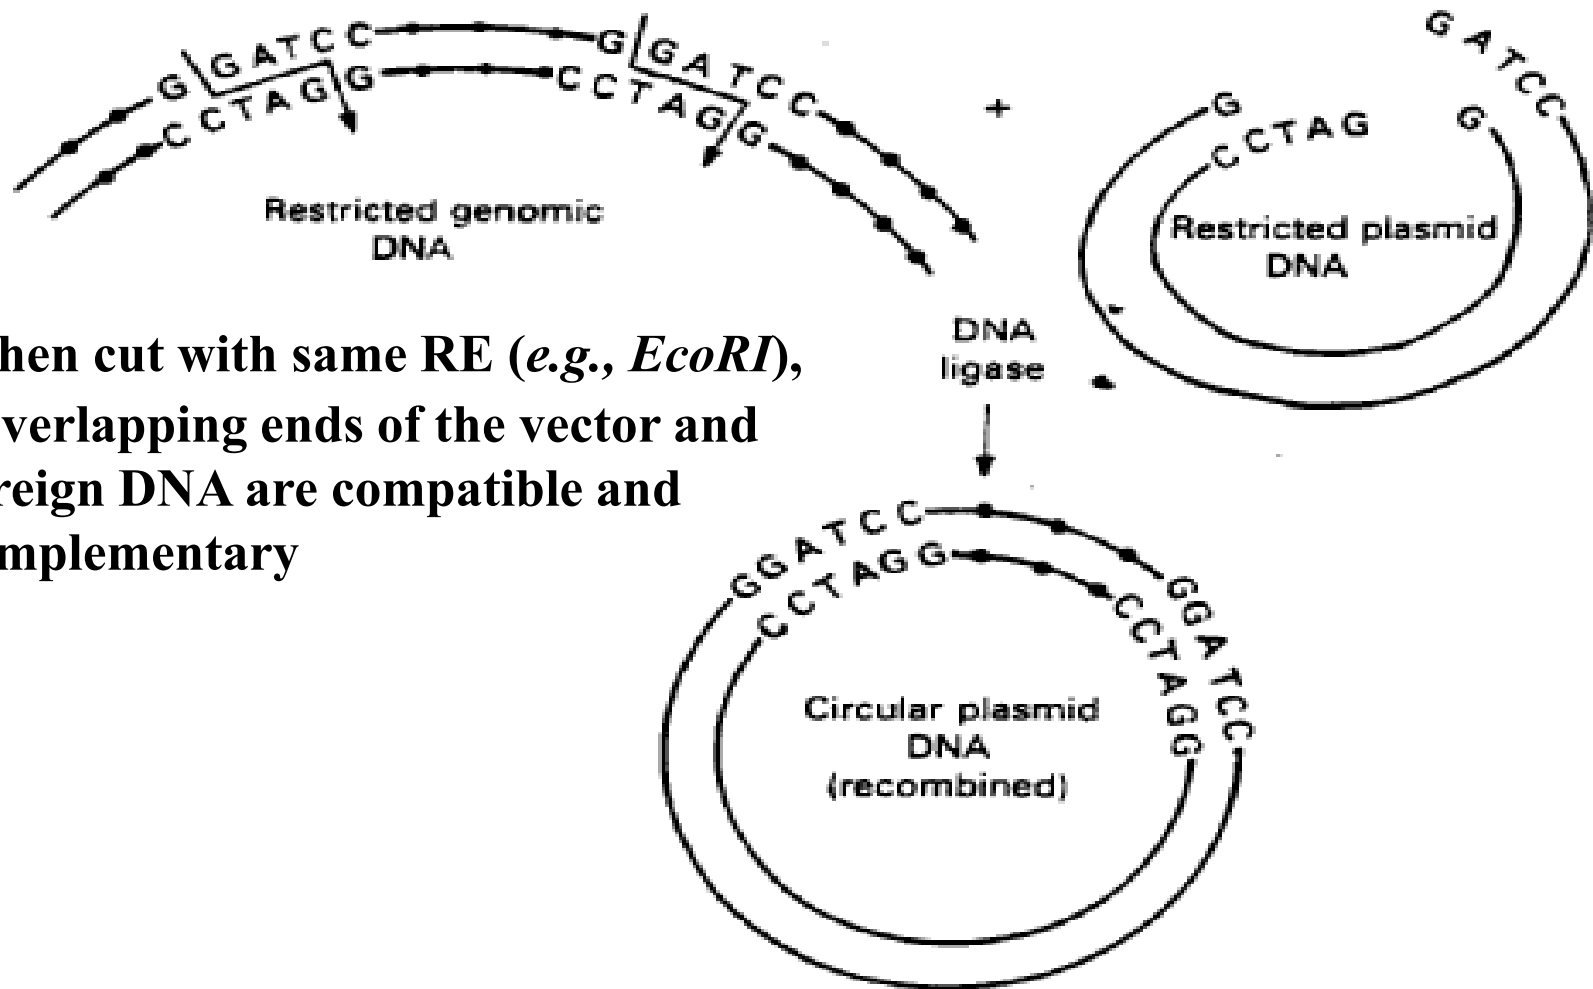 G GATCC G GATCC
CCTAG G CCTAG G
+
GATCC
G G
CCTAG
Restricted genomic
DNA
Restricted plasmid
DNA
hen cut with same RE (e.g., EcoRI),
verlapping ends of the vector and
reign DNA are compatible and
mplementary
DNA
ligase
GGATCC GGATCC
CCTAGG CCTAGG
Circular plasmid
DNA
(recombined)